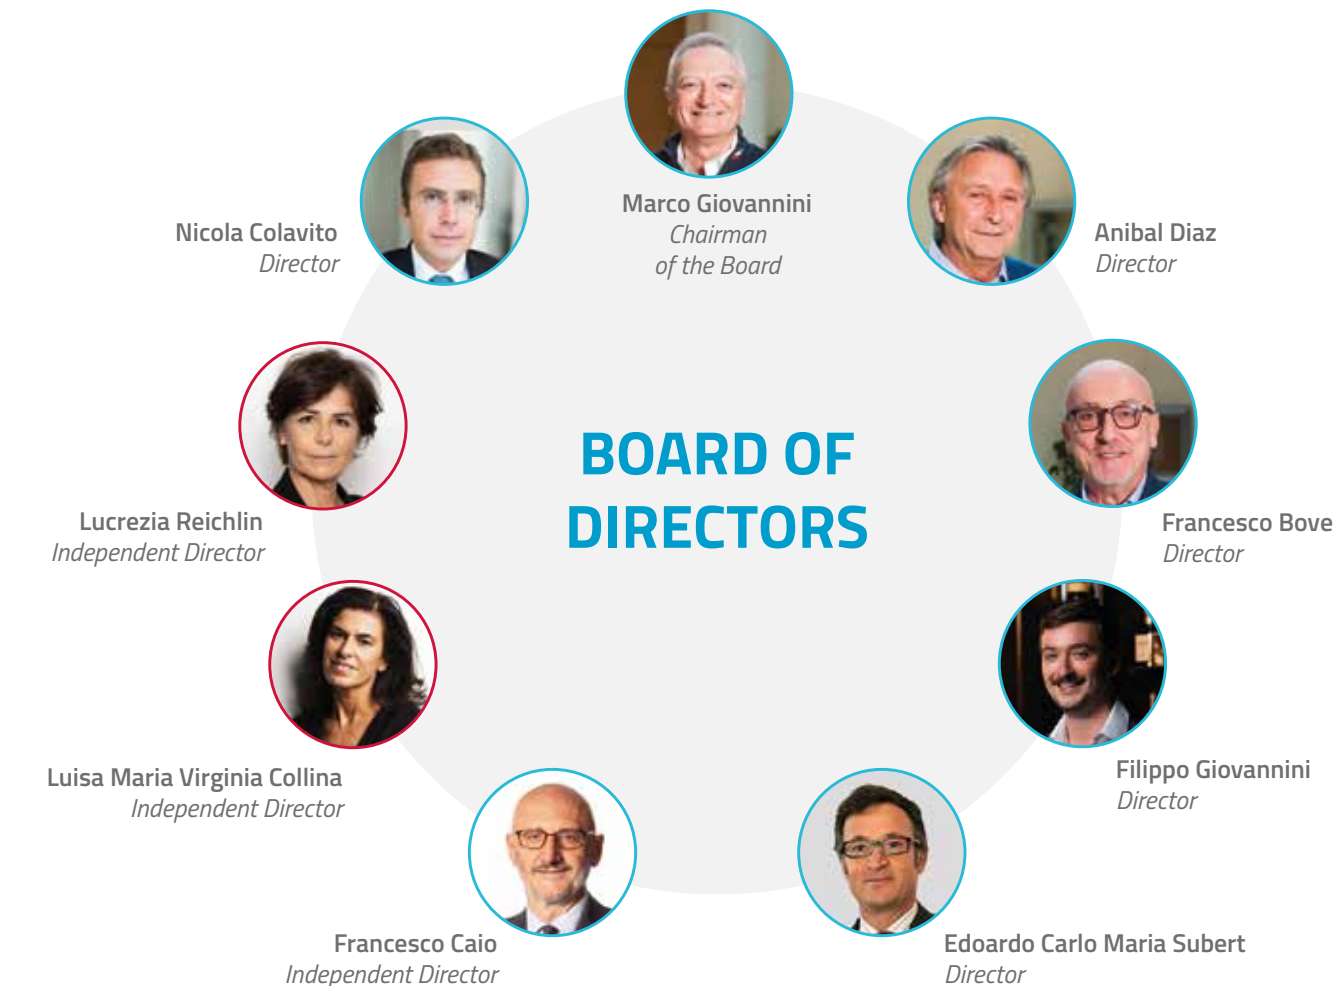 Marco Giovannini
Chairman
of the Board
Nicola Colavito
Director
Anibal Diaz
Director
Lucrezia Reichlin
Independent Director
BOARD OF
DIRECTORS
Francesco Bove
Director
Luisa Maria Virginia Collina
Independent Director
Filippo Giovannini
Director
Francesco Caio
Independent Director
Edoardo Carlo Maria Subert
Director